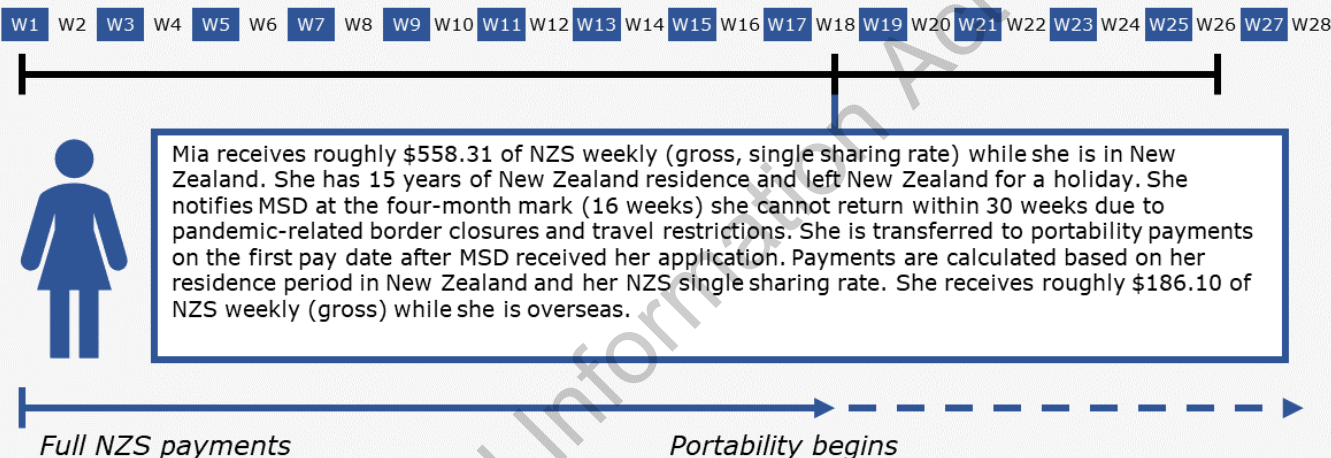 W1 W2 W3 W4 W5 W6 W7 W8 W9 W10 W11 W12 W13 W14 W15 W16 W17 W18 W19 W20 W21 W22 W23 W24 W25 W26 W27 W28
Mia receives roughly $558.31 of NZS weekly (gross, single sharing rate) while she is in New
Zealand. She has 15 years of New Zealand residence and left New Zealand for a holiday. She
notifies MSD at the four-month mark (16 weeks) she cannot return within 30 weeks due to
pandemic-related border closures and travel restrictions. She is transferred to portability payments
on the first pay date after MSD received her application. Payments are calculated based on her
residence period in New Zealand and her NZS single sharing rate. She receives roughly $186.10 of
NZS weekly (gross) while she is overseas.
Full NZS payments Portability begins
Information